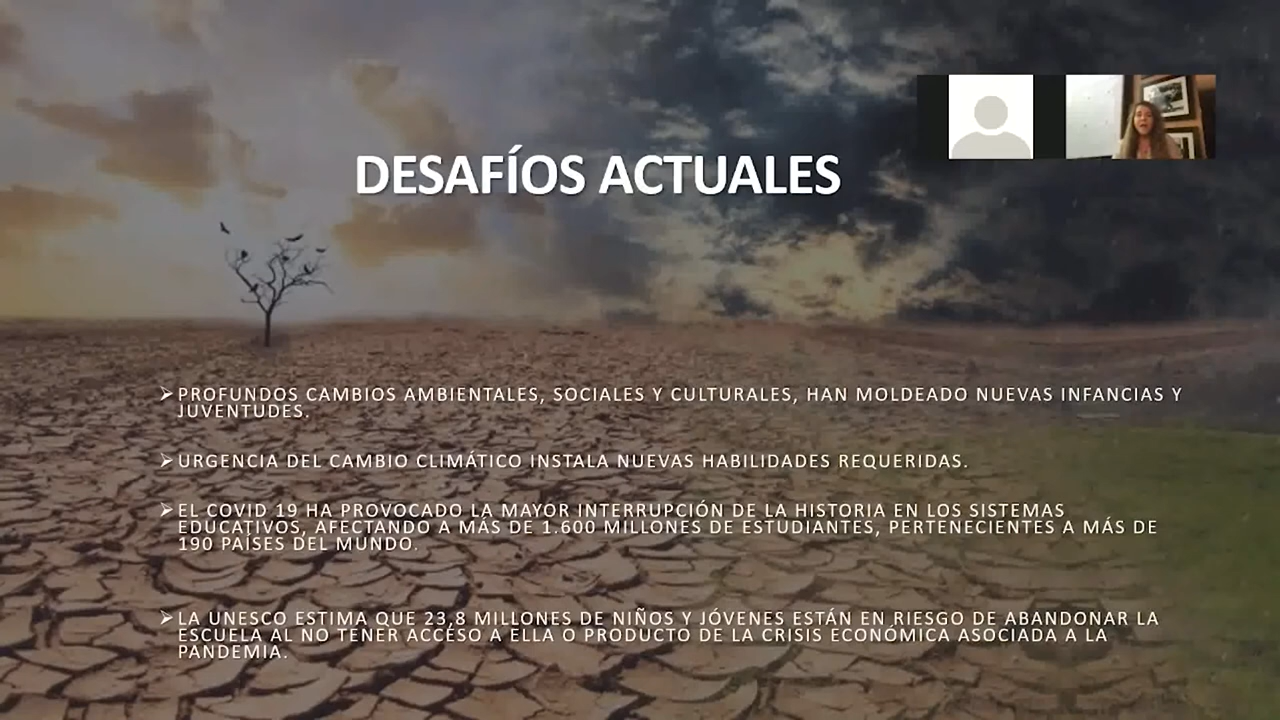 DESAFÍOS ACTUALES
➢PROFUNDOS CAMBIOS AMBIENTALES, SOCIALES Y CULTURALES, HAN MOLDEADO NUEVAS INFANCIAS Y
JUVENTUDES.
➢URGENCIA DEL CAMBIO CLIMÁTICO INSTALA NUEVAS HABILIDADES REQUERIDAS.
➢EL COVID 19 HA PROVOCADO LA MAYOR INTERRUPCIÓN DE LA HISTORIA EN LOS SISTEMAS
EDUCATIVOS, AFECTANDO A MÁS DE 1.600 MILLONES DE ESTUDIANTES, PERTENECIENTES A MÁS DE
190 PAÍSES DEL MUNDO.
➢LA UNESCO ESTIMA QUE 23,8 MILLONES DE NIÑOS Y JÓVENES ESTÁN EN RIESGO DE ABANDONAR LA
ESCUELA AL NO TENER ACCESO A ELLA O PRODUCTO DE LA CRISIS ECONÓMICA ASOCIADA A LA
PANDEMIA.